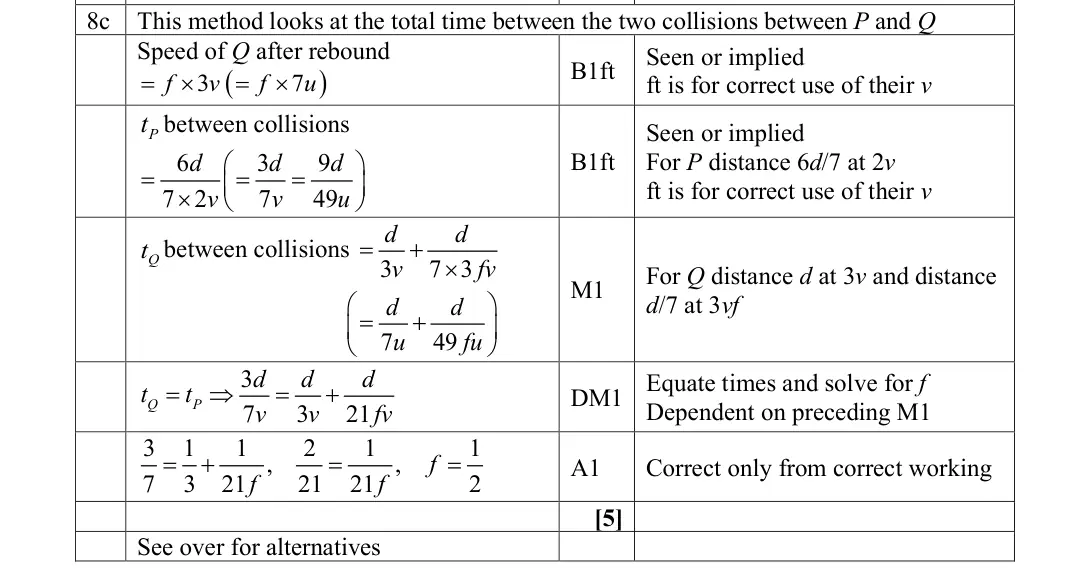 8c This method looks at the total time between the two collisions between P and Q
Speed of Q after rebound
= f × 3v (= f × 7u)
B1ft
Seen or implied
ft is for correct use of their v
t_P between collisions
= 6d/(7 × 2v) (= 3d/7v = 9d/49u)
B1ft
Seen or implied
For P distance 6d/7 at 2v
ft is for correct use of their v
t_Q between collisions = d/3v + d/(7 × 3fv)
(= d/7u + d/49fu)
M1
For Q distance d at 3v and distance
d/7 at 3vf
t_Q = t_P ⇒ 3d/7v = d/3v + d/21fv
DM1
Equate times and solve for f
Dependent on preceding M1
3/7 = 1/3 + 1/21f, 2/21 = 1/21f, f = 1/2
A1
Correct only from correct working
[5]
See over for alternatives